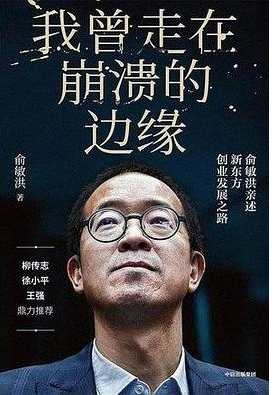 我曾走在
崩溃的
边缘
俞敏洪 著
俞敏洪亲述
新东方
创业发展之路
柳传志
徐小平
王强
鼎力推荐
中信出版集团